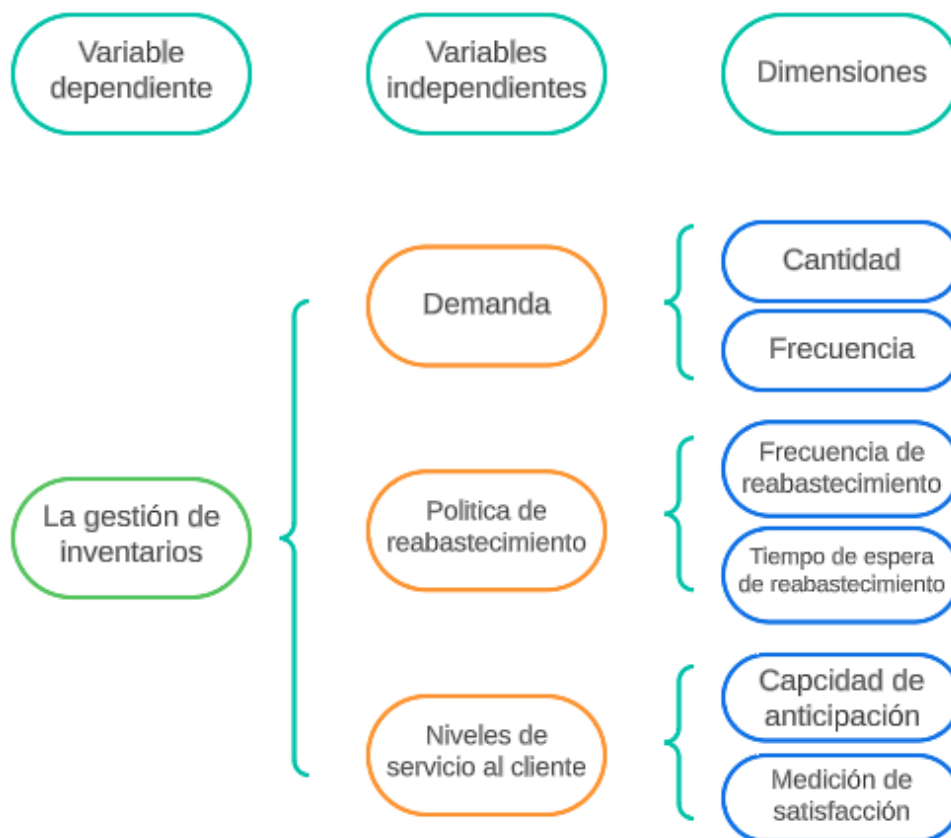 Variable
dependiente
Variables
independientes
Dimensiones
La gestión de
inventarios
Demanda
Cantidad
Frecuencia
Politica de
reabastecimiento
Frecuencia de
reabastecimiento
Tiempo de espera
de reabastecimiento
Niveles de
servicio al cliente
Capcidad de
anticipación
Medición de
satisfacción